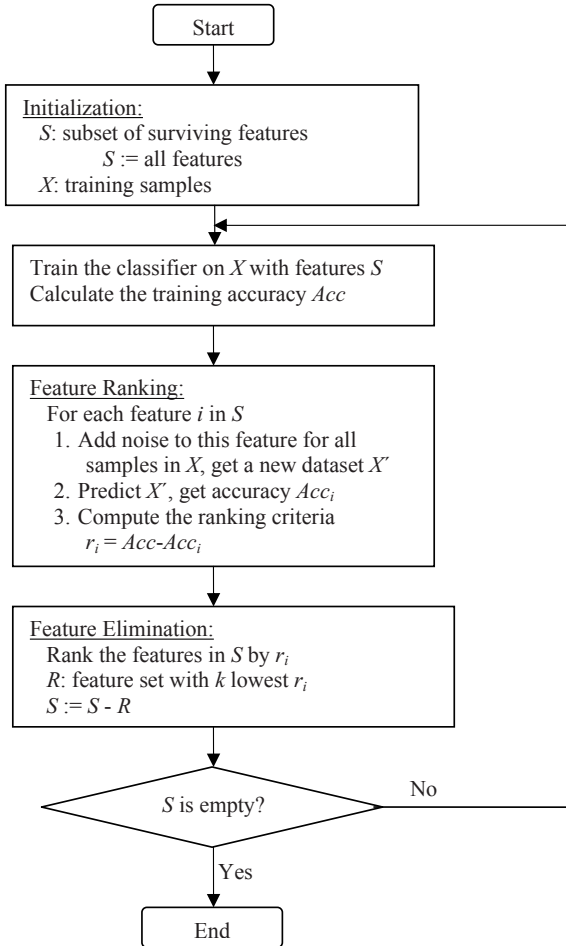 Start
Initialization:
S: subset of surviving features
S := all features
X: training samples
Train the classifier on X with features S
Calculate the training accuracy Acc
Feature Ranking:
For each feature i in S
1. Add noise to this feature for all
samples in X, get a new dataset X′
2. Predict X′, get accuracy Acci
3. Compute the ranking criteria
ri = Acc-Acci
Feature Elimination:
Rank the features in S by ri
R: feature set with k lowest ri
S := S - R
S is empty?
No
Yes
End